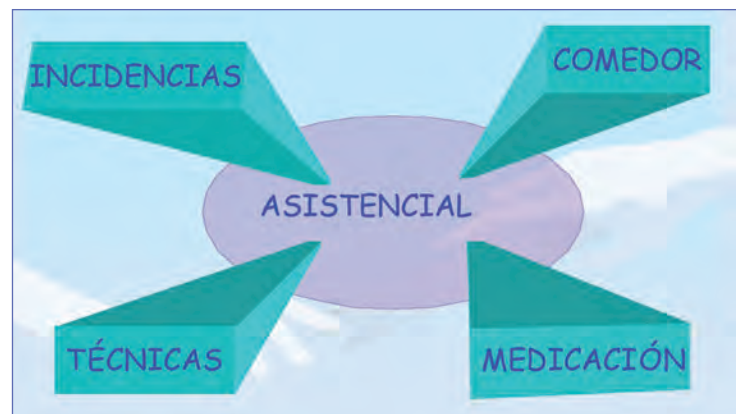 INCIDENCIAS
COMEDOR
ASISTENCIAL
TÉCNICAS
MEDICACIÓN